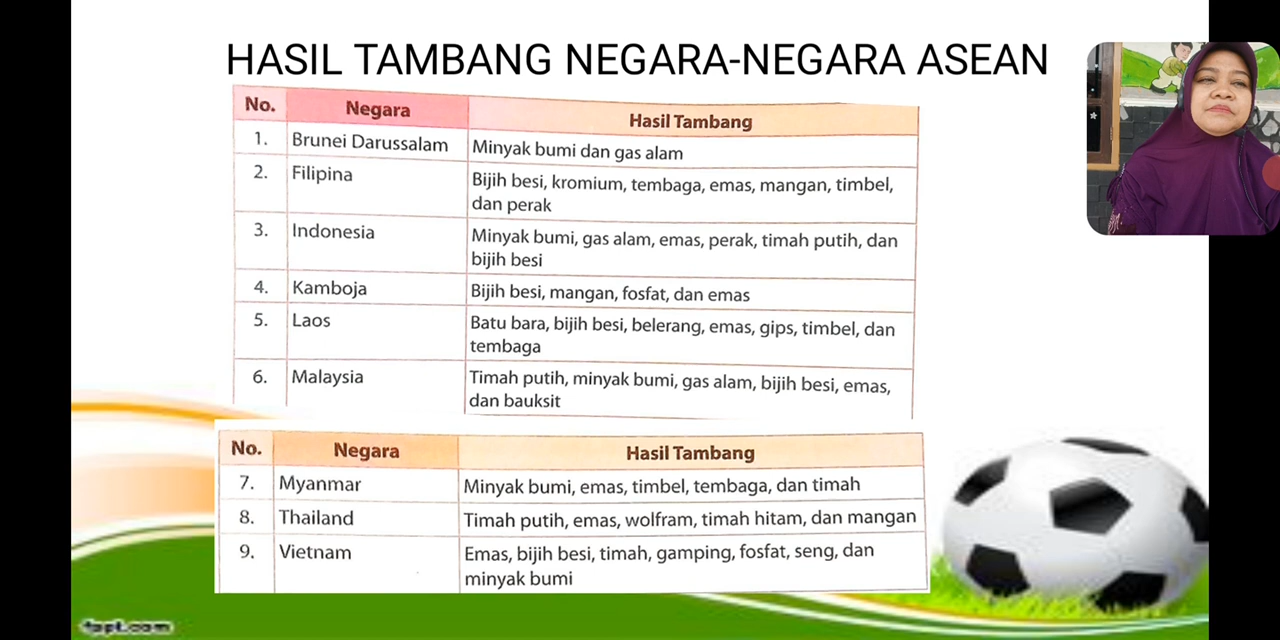 HASIL TAMBANG NEGARA-NEGARA ASEAN
No. Negara Hasil Tambang
1. Brunei Darussalam Minyak bumi dan gas alam
2. Filipina Bijih besi, kromium, tembaga, emas, mangan, timbel,
dan perak
3. Indonesia Minyak bumi, gas alam, emas, perak, timah putih, dan
bijih besi
4. Kamboja Bijih besi, mangan, fosfat, dan emas
5. Laos Batu bara, bijih besi, belerang, emas, gips, timbel, dan
tembaga
6. Malaysia Timah putih, minyak bumi, gas alam, bijih besi, emas,
dan bauksit
No. Negara Hasil Tambang
7. Myanmar Minyak bumi, emas, timbel, tembaga, dan timah
8. Thailand Timah putih, emas, wolfram, timah hitam, dan mangan
9. Vietnam Emas, bijih besi, timah, gamping, fosfat, seng, dan
minyak bumi
fppt.com